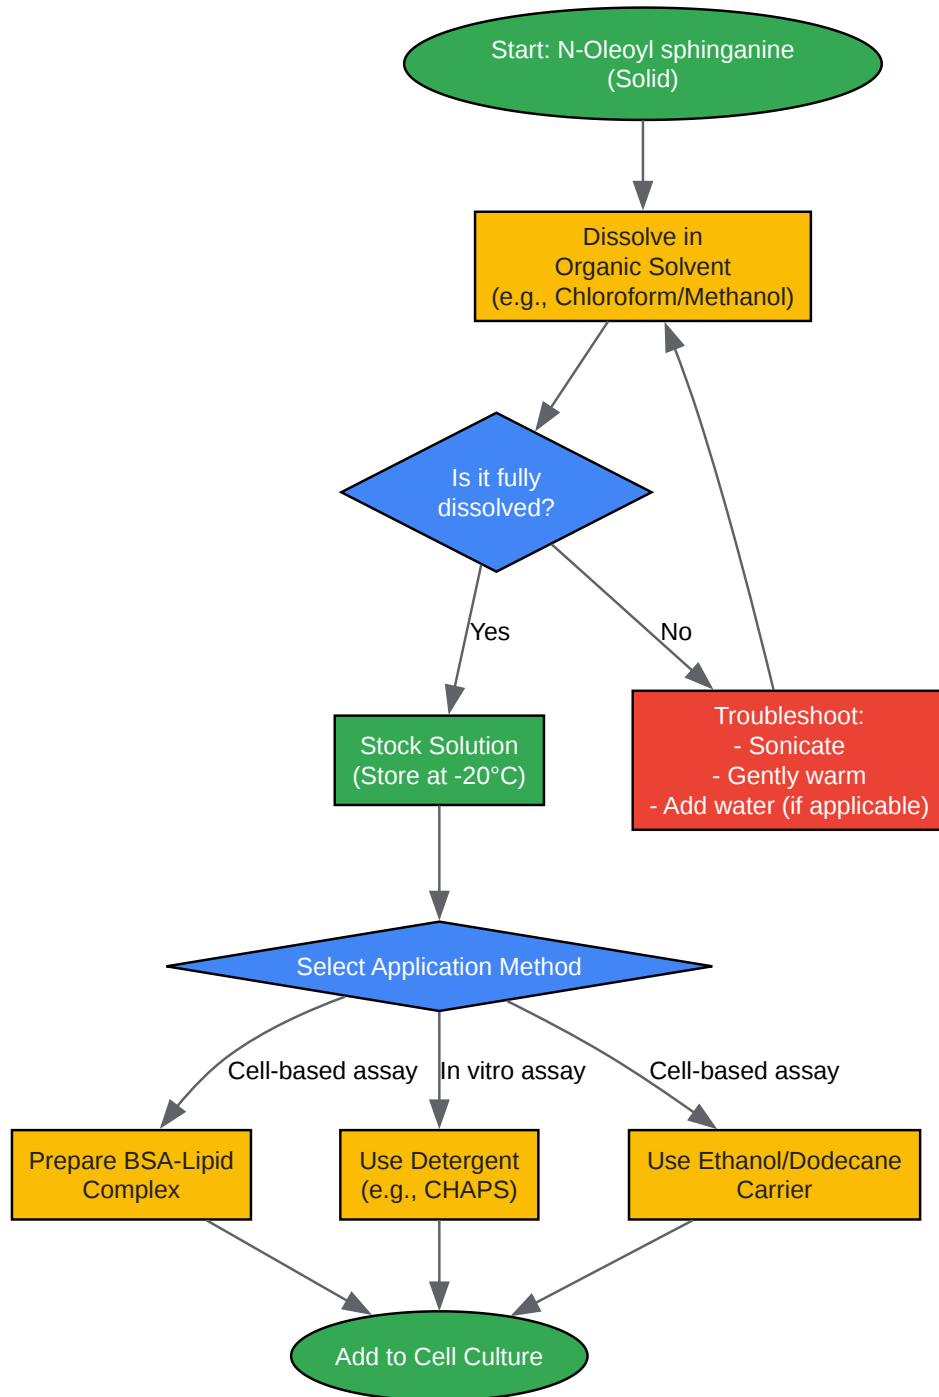 Start: N-Oleoyl sphinganine
(Solid)
Dissolve in
Organic Solvent
(e.g., Chloroform/Methanol)
Is it fully
dissolved?
Yes
No
Stock Solution
(Store at -20°C)
Troubleshoot:
- Sonicate
- Gently warm
- Add water (if applicable)
Select Application Method
Cell-based assay
In vitro assay
Cell-based assay
Prepare BSA-Lipid
Complex
Use Detergent
(e.g., CHAPS)
Use Ethanol/Dodecane
Carrier
Add to Cell Culture